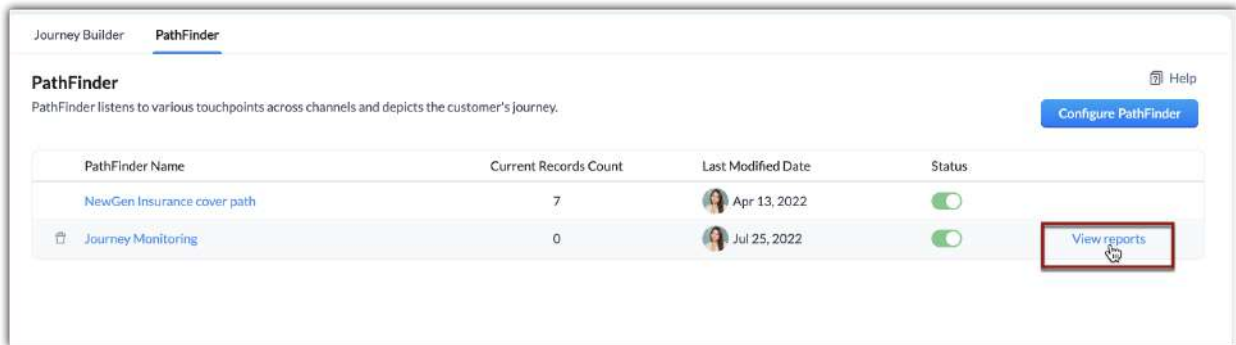 Journey Builder PathFinder
PathFinder
Help
PathFinder listens to various touchpoints across channels and depicts the customer's journey.
Configure PathFinder
PathFinder Name Current Records Count Last Modified Date Status
NewGen Insurance cover path 7 Apr 13, 2022
Journey Monitoring 0 Jul 25, 2022 View reports